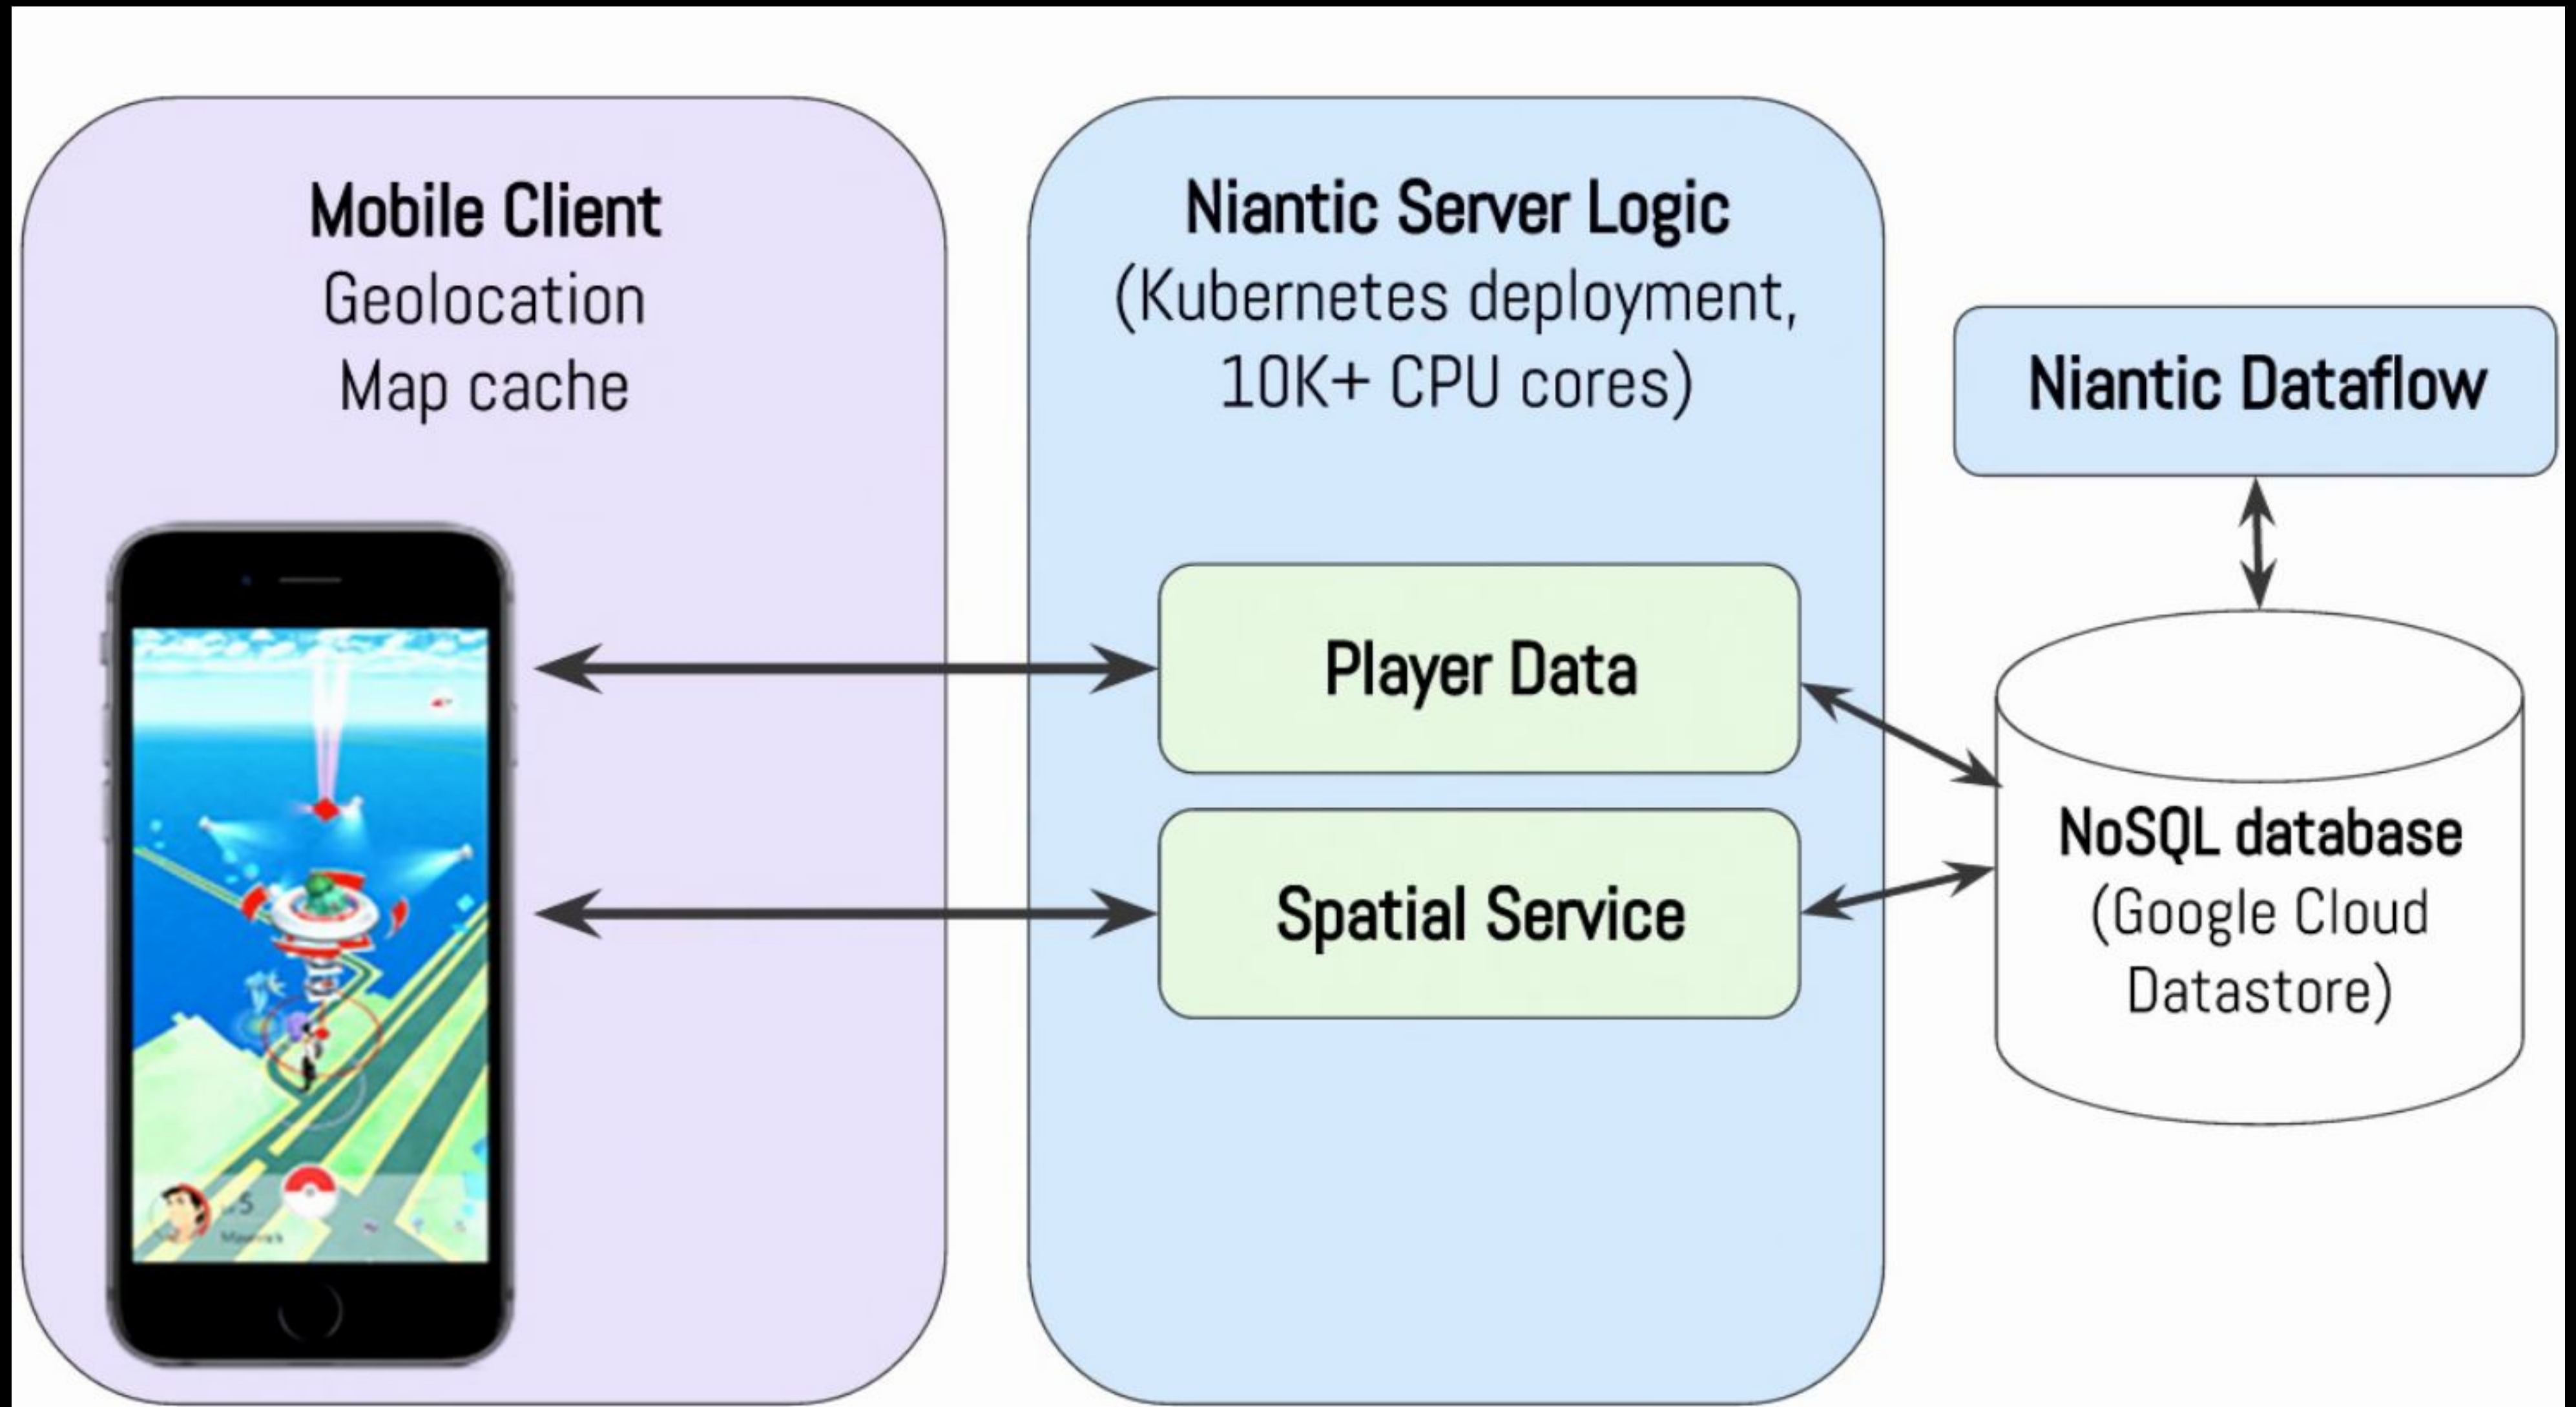 Mobile Client
Geolocation
Map cache
5
Niantic Server Logic
(Kubernetes deployment,
10K+ CPU cores)
Player Data
Spatial Service
Niantic Dataflow
NoSQL database
(Google Cloud
Datastore)